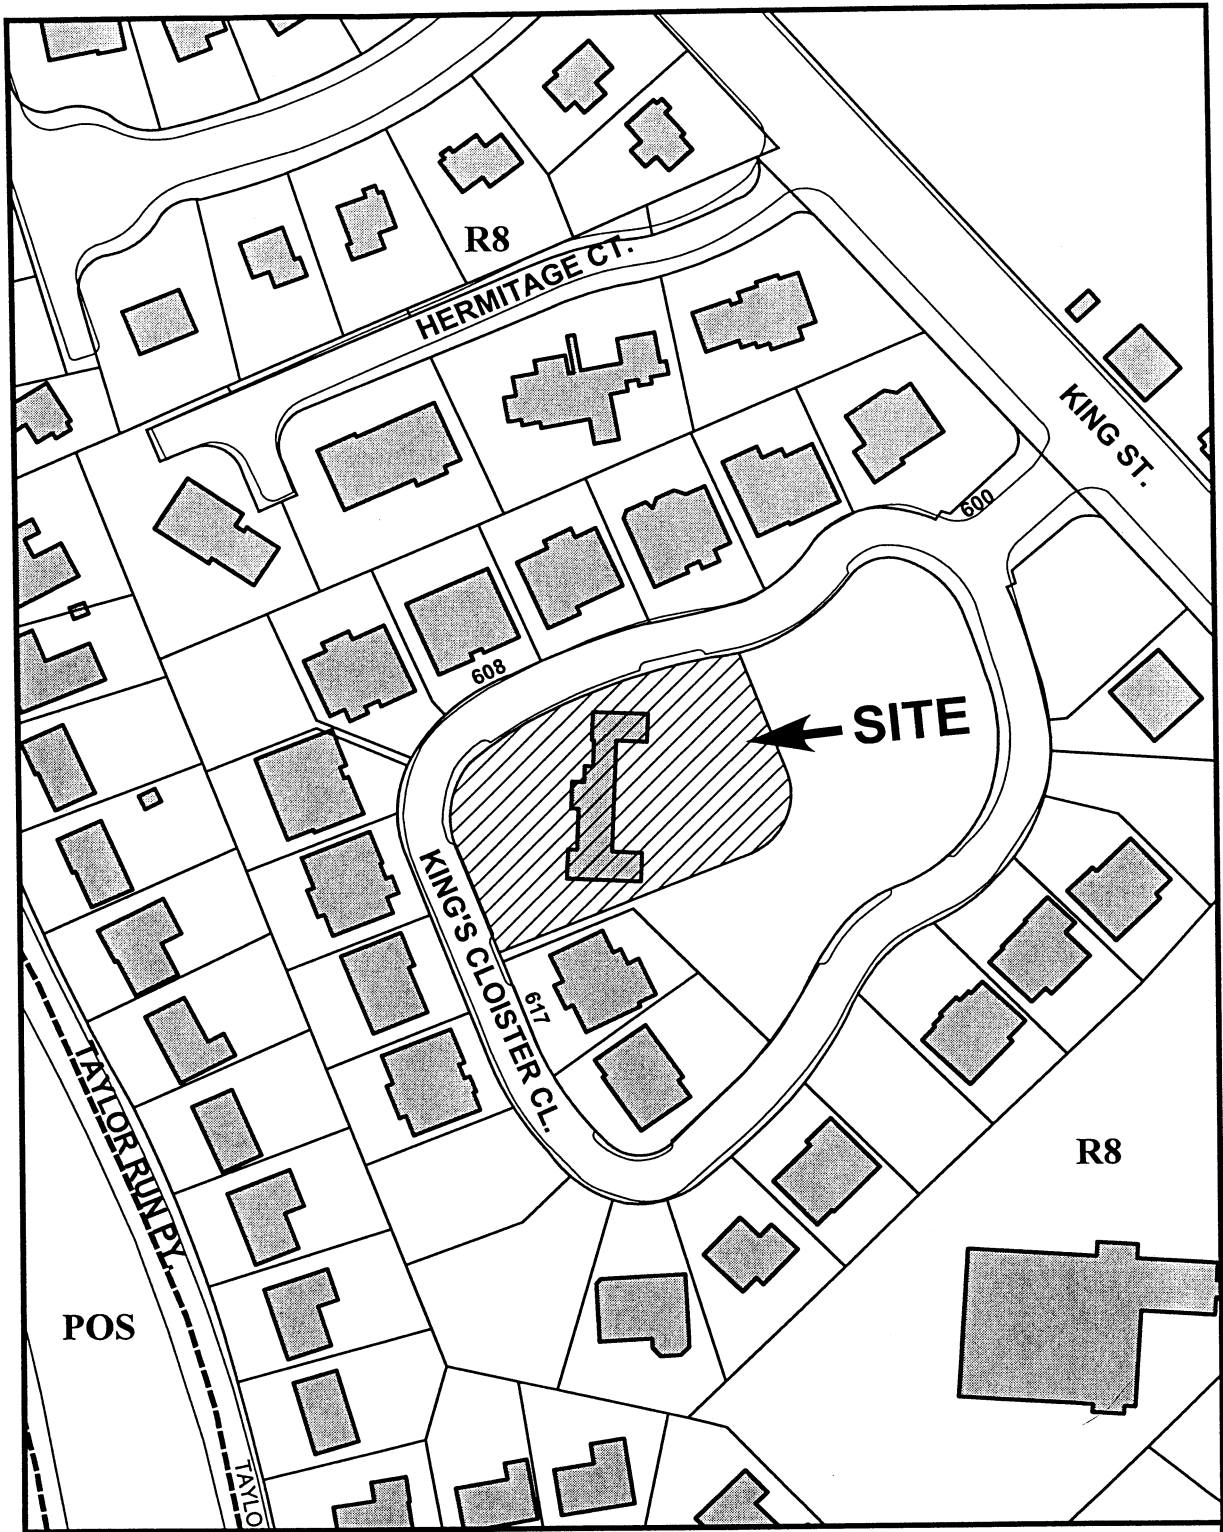 R8
HERMITAGE CT.
KING ST.
600
608
SITE
KING'S CLOISTER CL.
617
TAYLOR RUN PY.
R8
POS
TAYLO